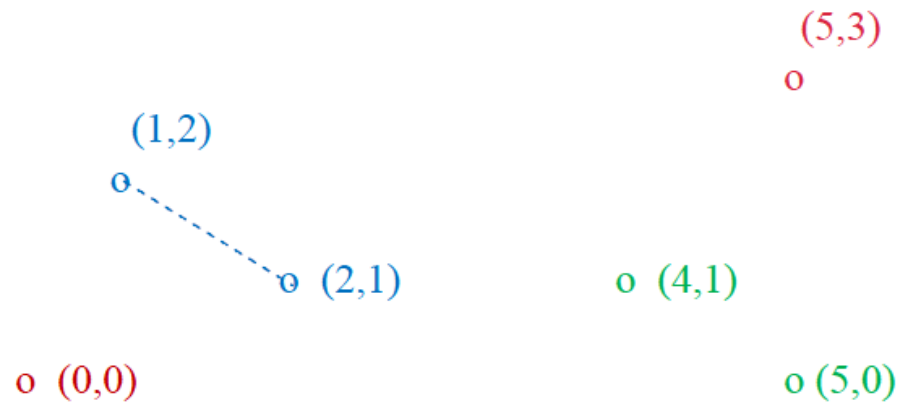 (5,3)
o
(1,2)
o
o (2,1)
o (4,1)
o (0,0)
o (5,0)